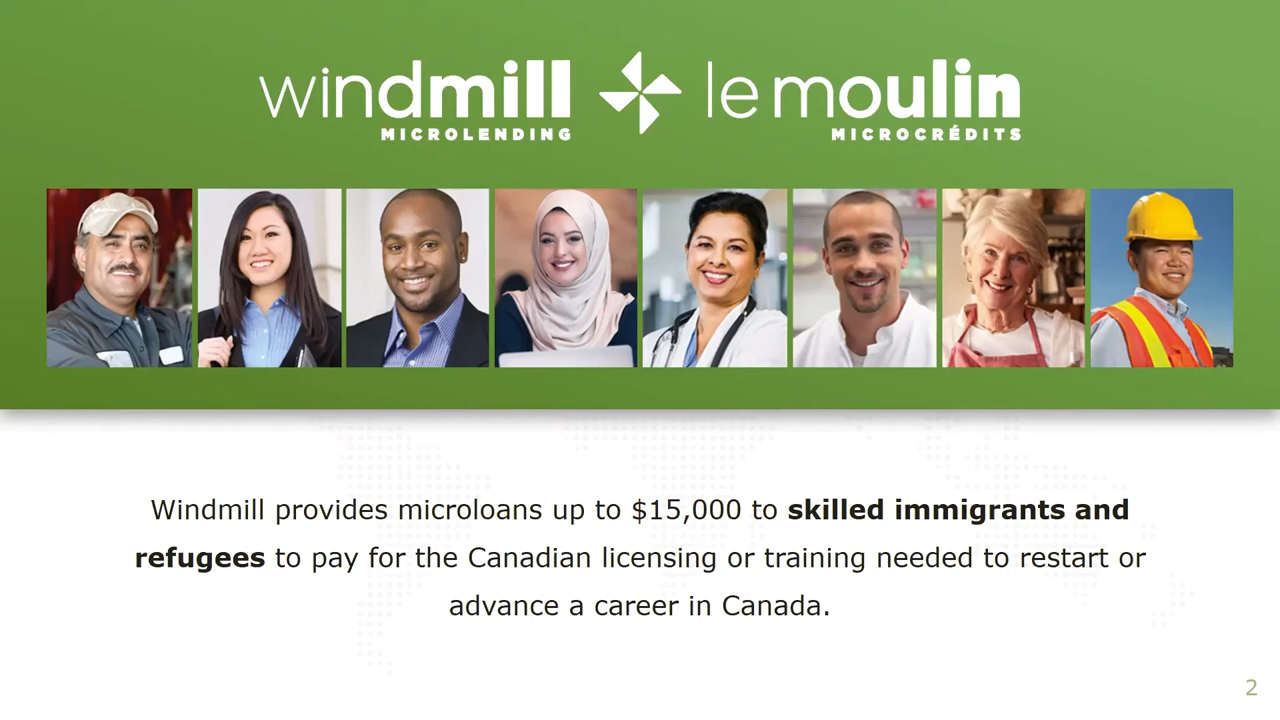 windmill le moulin
MICROLENDING MICROCRÉDITS
Windmill provides microloans up to $15,000 to skilled immigrants and
refugees to pay for the Canadian licensing or training needed to restart or
advance a career in Canada.
2